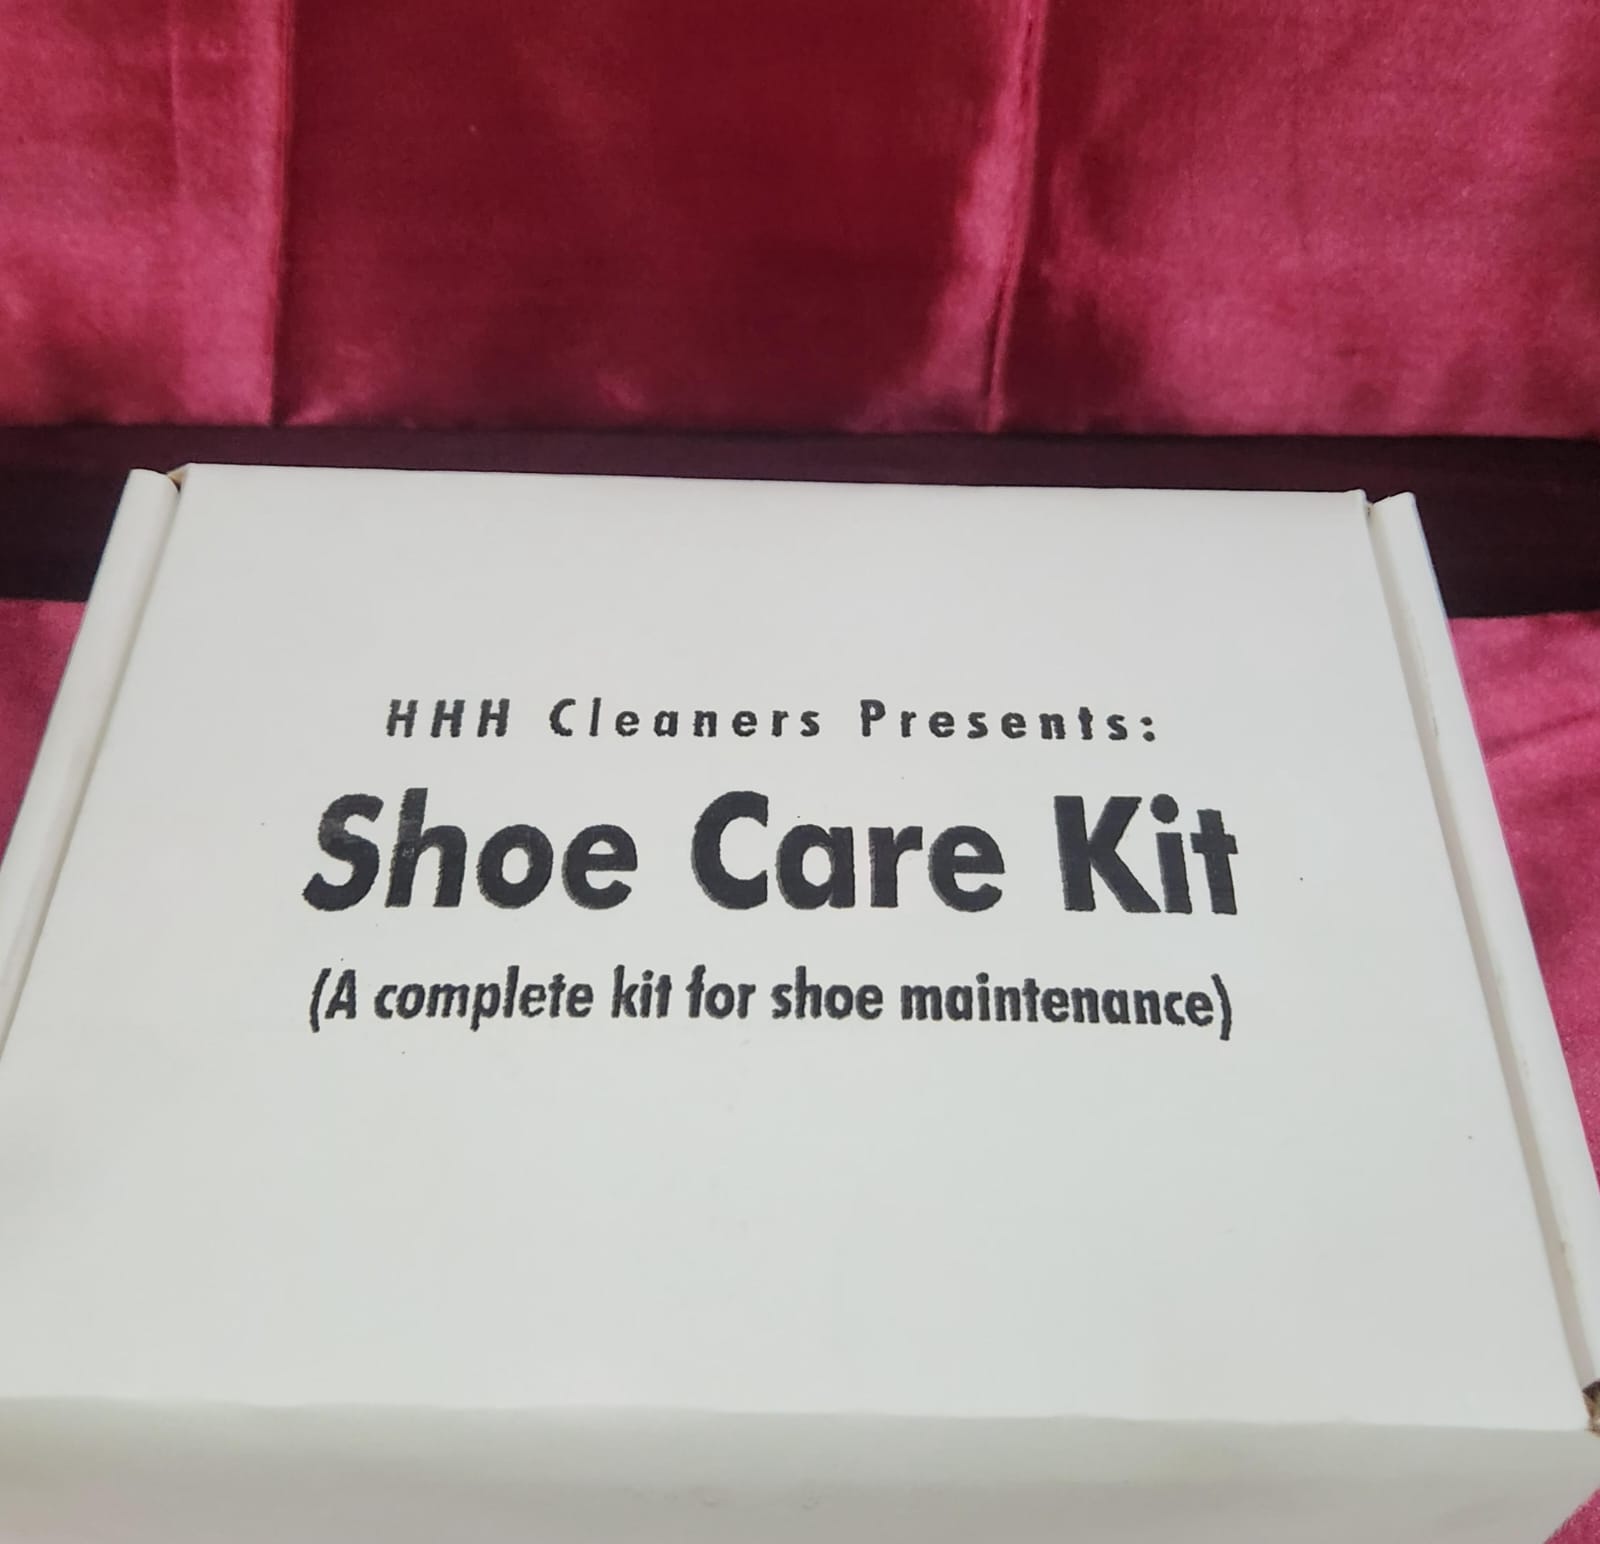 HHH Cleaners Presents:
Shoe Care Kit
(A complete kit for shoe maintenance)